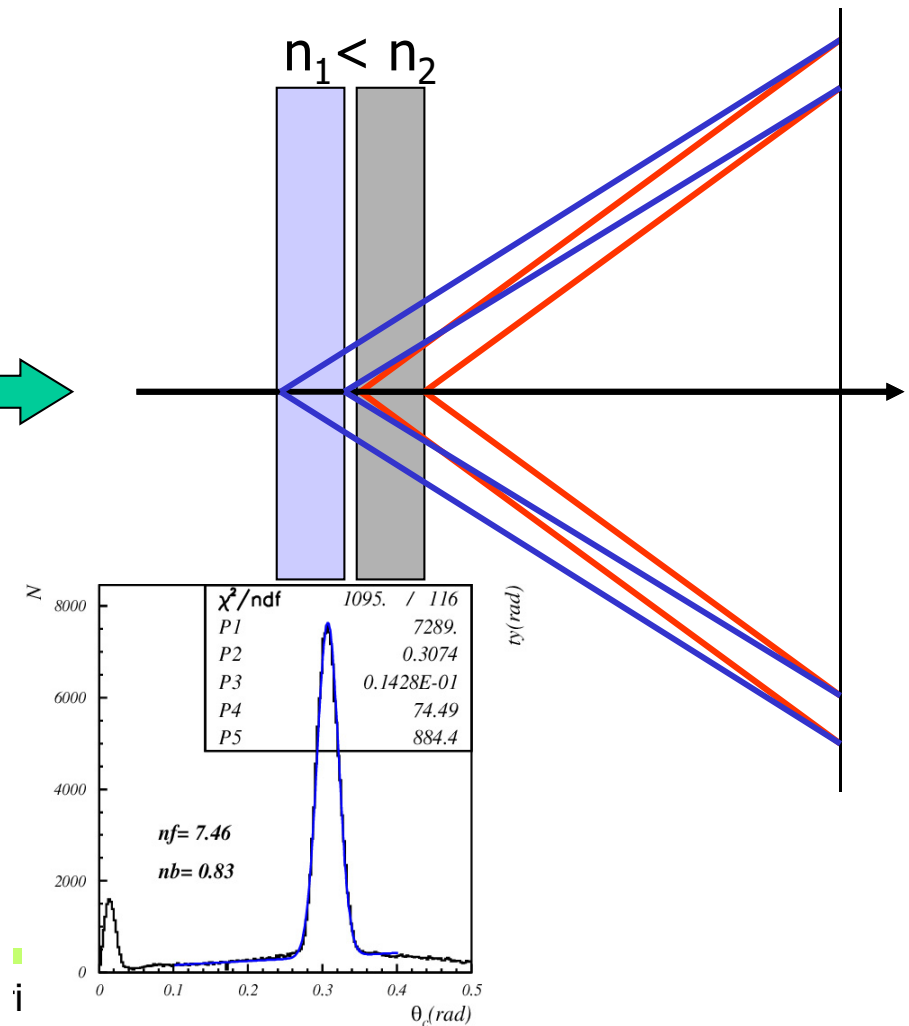 n₁ < n₂
N
χ²/ndf 1095. / 116
P1 7289.
P2 0.3074
P3 0.1428E-01
P4 74.49
P5 884.4
ty(rad)
8000
6000
4000
2000
0
nf= 7.46
nb= 0.83
0 0.1 0.2 0.3 0.4 0.5
θc(rad)
i